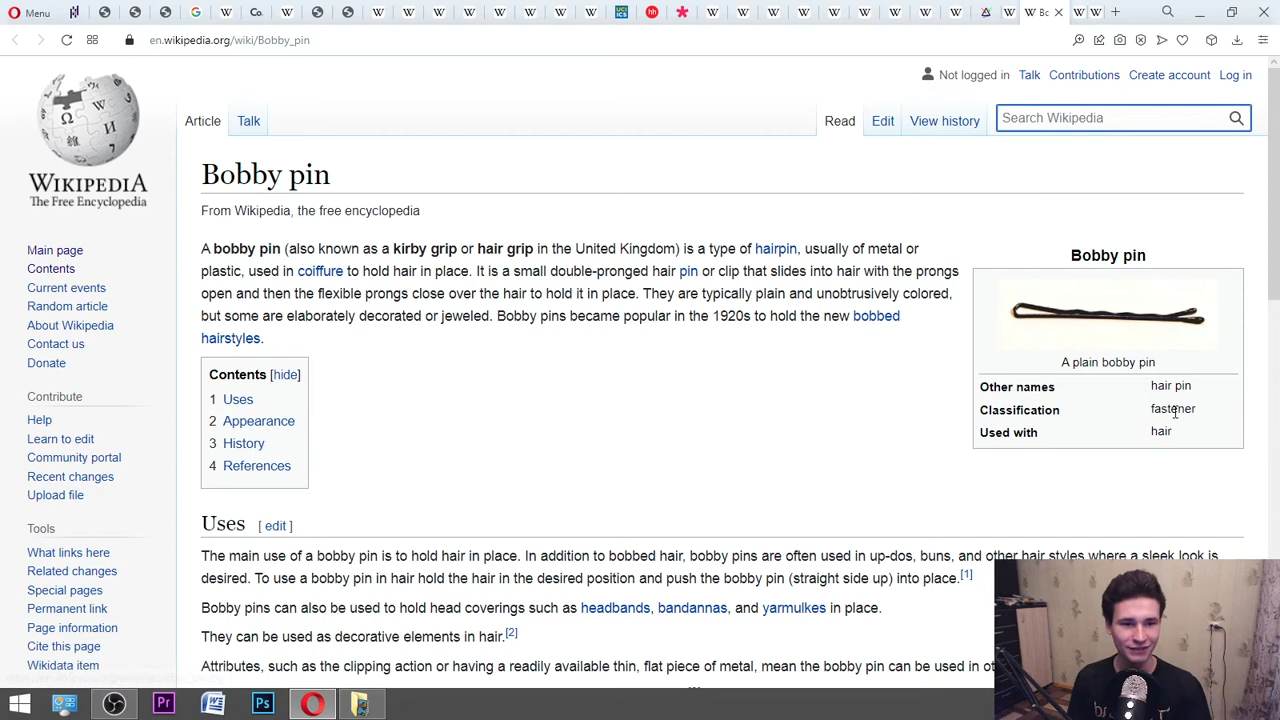 Menu
Co.
UCI
ICS
hh
W
Bc
en.wikipedia.org/wiki/Bobby_pin
Not logged in Talk Contributions Create account Log in
Article Talk
Read Edit View history
Search Wikipedia
WIKIPEDIA
The Free Encyclopedia
Main page
Contents
Current events
Random article
About Wikipedia
Contact us
Donate
Contribute
Help
Learn to edit
Community portal
Recent changes
Upload file
Tools
What links here
Related changes
Special pages
Permanent link
Page information
Cite this page
Wikidata item
Bobby pin
From Wikipedia, the free encyclopedia
A bobby pin (also known as a kirby grip or hair grip in the United Kingdom) is a type of hairpin, usually of metal or
plastic, used in coiffure to hold hair in place. It is a small double-pronged hair pin or clip that slides into hair with the prongs
open and then the flexible prongs close over the hair to hold it in place. They are typically plain and unobtrusively colored,
but some are elaborately decorated or jeweled. Bobby pins became popular in the 1920s to hold the new bobbed
hairstyles.
Bobby pin
A plain bobby pin
Other names hair pin
Classification fastener
Used with hair
Contents [hide]
1 Uses
2 Appearance
3 History
4 References
Uses [ edit ]
The main use of a bobby pin is to hold hair in place. In addition to bobbed hair, bobby pins are often used in up-dos, buns, and other hair styles where a sleek look is
desired. To use a bobby pin in hair hold the hair in the desired position and push the bobby pin (straight side up) into place.[1]
Bobby pins can also be used to hold head coverings such as headbands, bandannas, and yarmulkes in place.
They can be used as decorative elements in hair.[2]
Attributes, such as the clipping action or having a readily available thin, flat piece of metal, mean the bobby pin can be used in
Pr
Ps